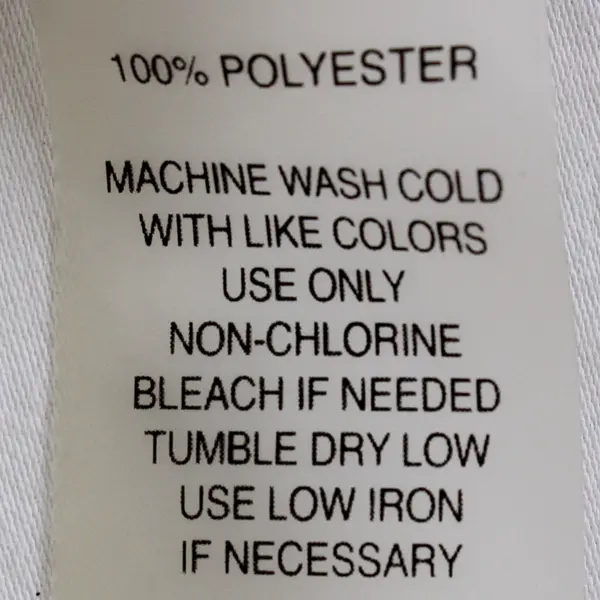 100% POLYESTER
MACHINE WASH COLD
WITH LIKE COLORS
USE ONLY
NON-CHLORINE
BLEACH IF NEEDED
TUMBLE DRY LOW
USE LOW IRON
IF NECESSARY